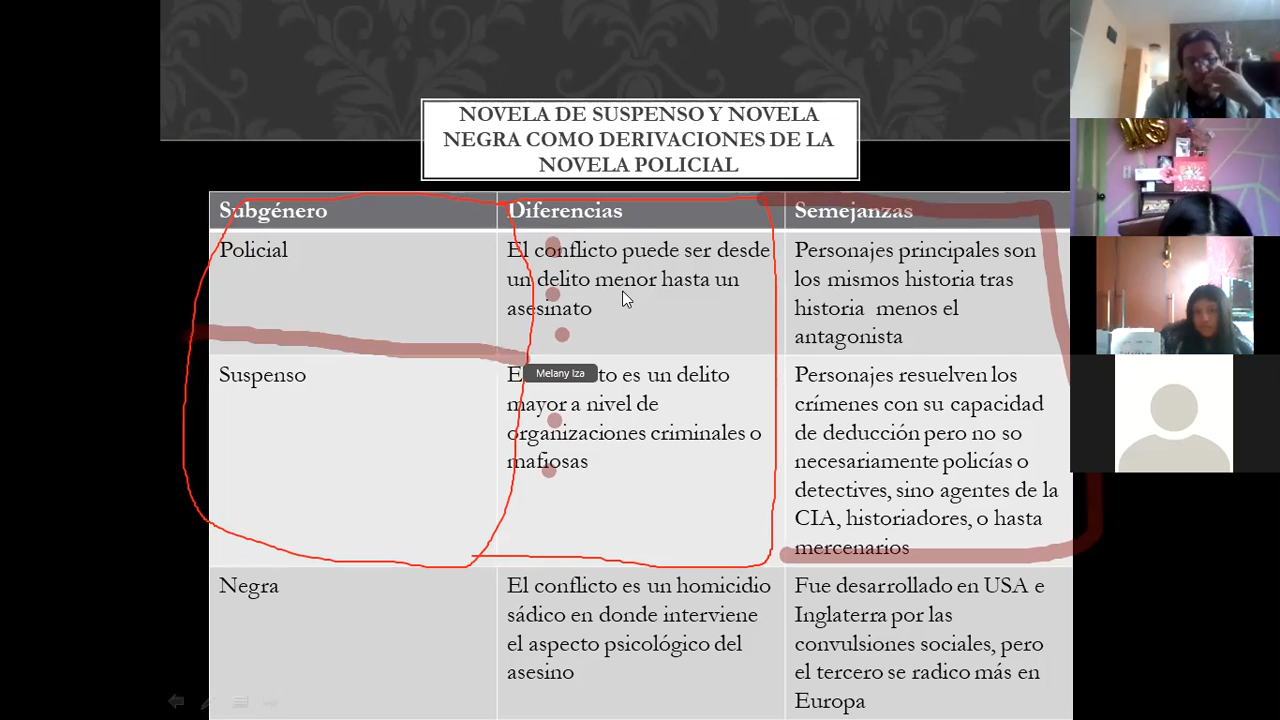 NOVELA DE SUSPENSO Y NOVELA
NEGRA COMO DERIVACIONES DE LA
NOVELA POLICIAL
Subgénero
Diferencias
Semejanzas
Policial
El conflicto puede ser desde
un delito menor hasta un
asesinato
Personajes principales son
los mismos historia tras
historia menos el
antagonista
Suspenso
E
Melany Iza
to es un delito
mayor a nivel de
organizaciones criminales o
mafiosas
Personajes resuelven los
crímenes con su capacidad
de deducción pero no so
necesariamente policías o
detectives, sino agentes de la
CIA, historiadores, o hasta
mercenarios
Negra
El conflicto es un homicidio
sádico en donde interviene
el aspecto psicológico del
asesino
Fue desarrollado en USA e
Inglaterra por las
convulsiones sociales, pero
el tercero se radico más en
Europa